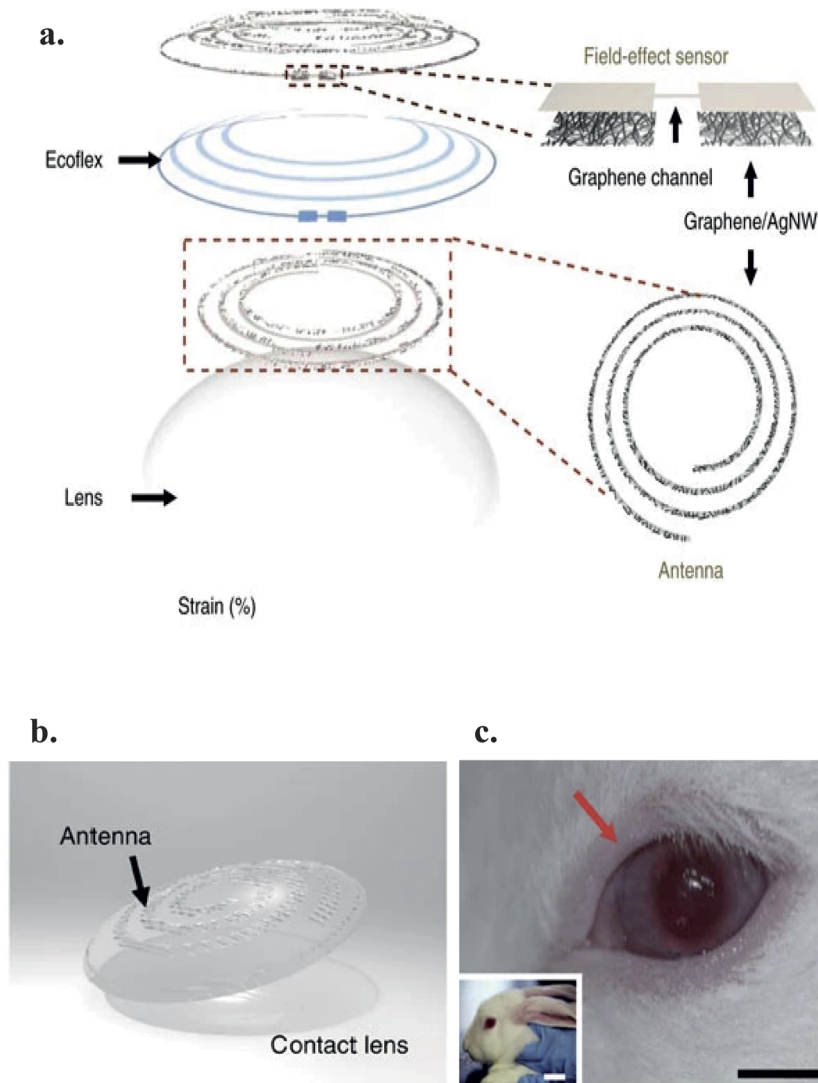 a.
Field-effect sensor
Ecoflex
Graphene channel
Graphene/AgNW
Lens
Antenna
Strain (%)
b.
c.
Antenna
Contact lens